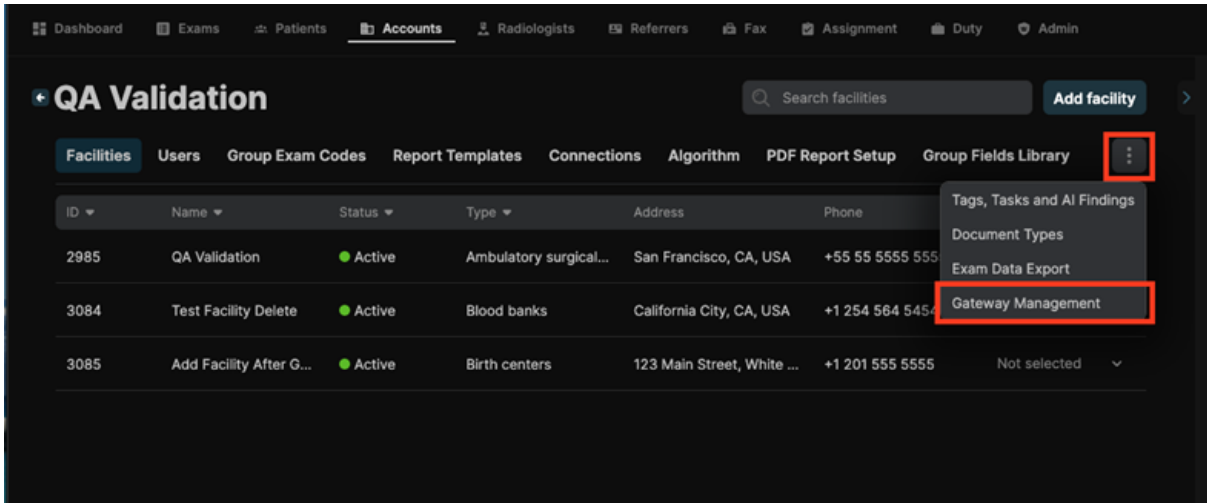 Dashboard Exams Patients Accounts Radiologists Referrers Fax Assignment Duty Admin
QA Validation Search facilities Add facility
Facilities Users Group Exam Codes Report Templates Connections Algorithm PDF Report Setup Group Fields Library
ID Name Status Type Address Phone
Tags, Tasks and AI Findings
Document Types
Exam Data Export
Gateway Management
2985 QA Validation Active Ambulatory surgical... San Francisco, CA, USA +55 55 5555 555
3084 Test Facility Delete Active Blood banks California City, CA, USA +1 254 564 5454
3085 Add Facility After G... Active Birth centers 123 Main Street, White ... +1 201 555 5555 Not selected